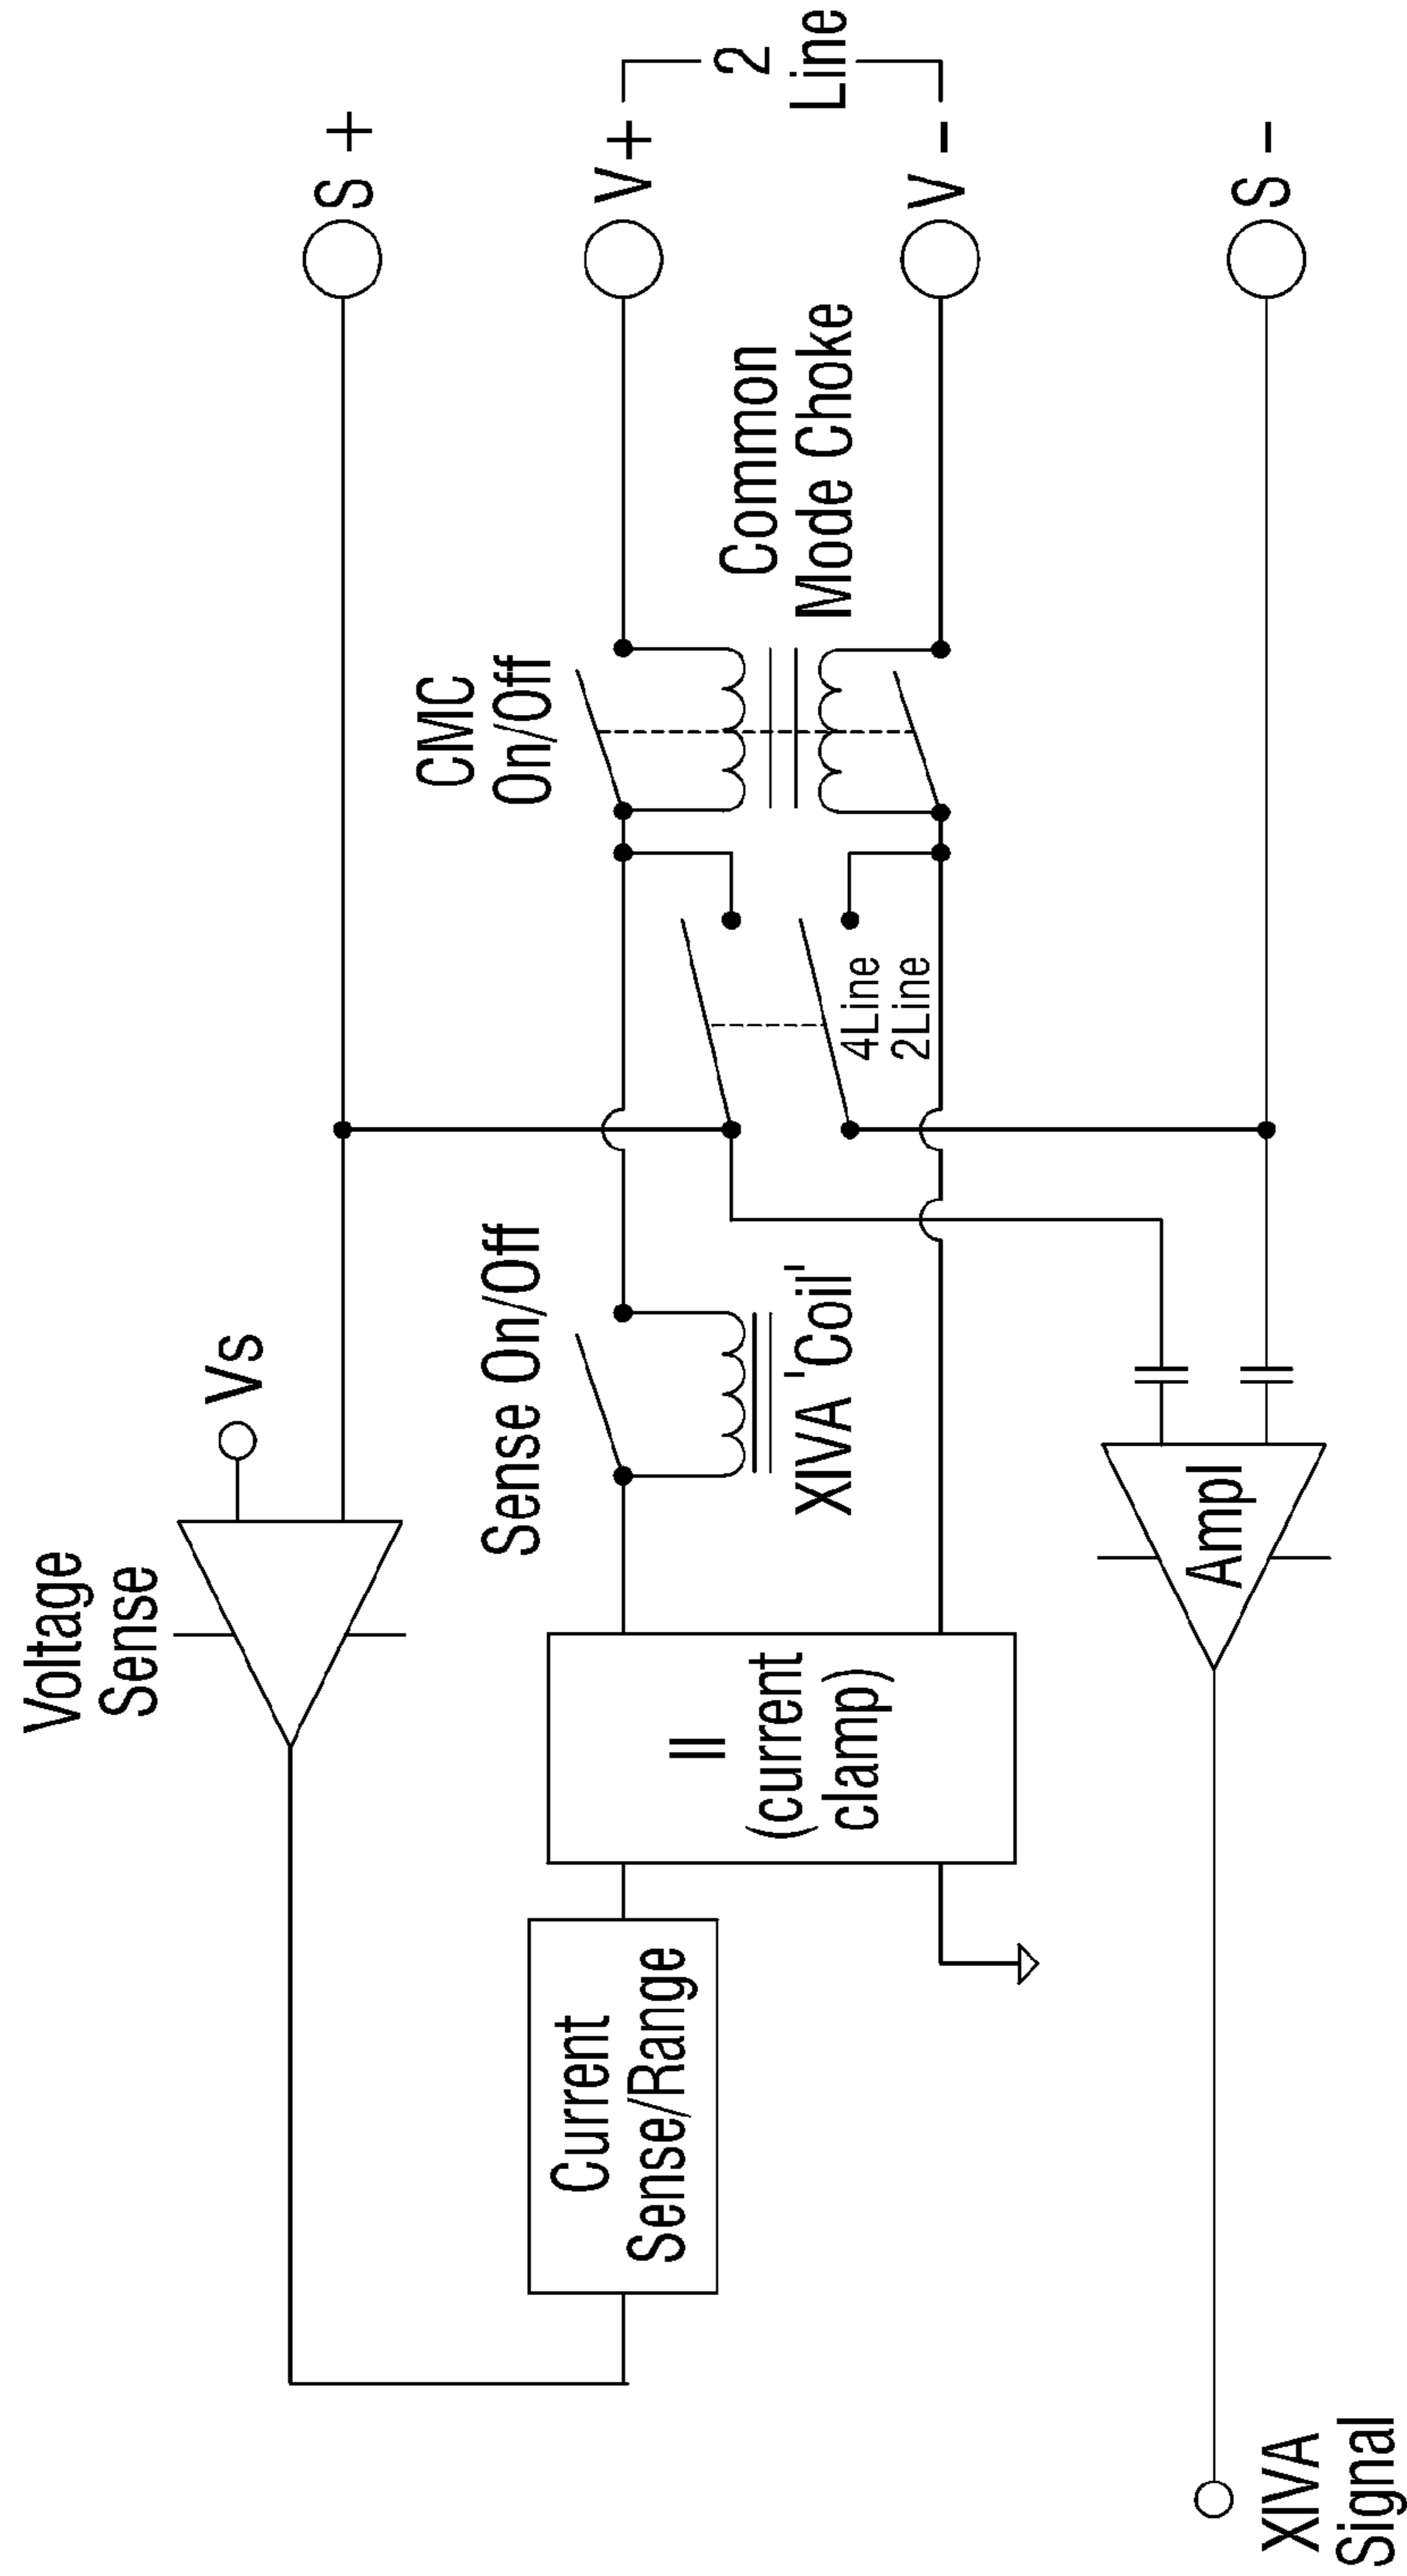 Voltage
Sense
Vs
S +
CMC
On/Off
Sense On/Off
V+
2
Line
Common
Mode Choke
Current
Sense/Range
II
(current
clamp)
XIVA 'Coil'
4Line
2Line
V -
Ampl
S -
XIVA
Signal